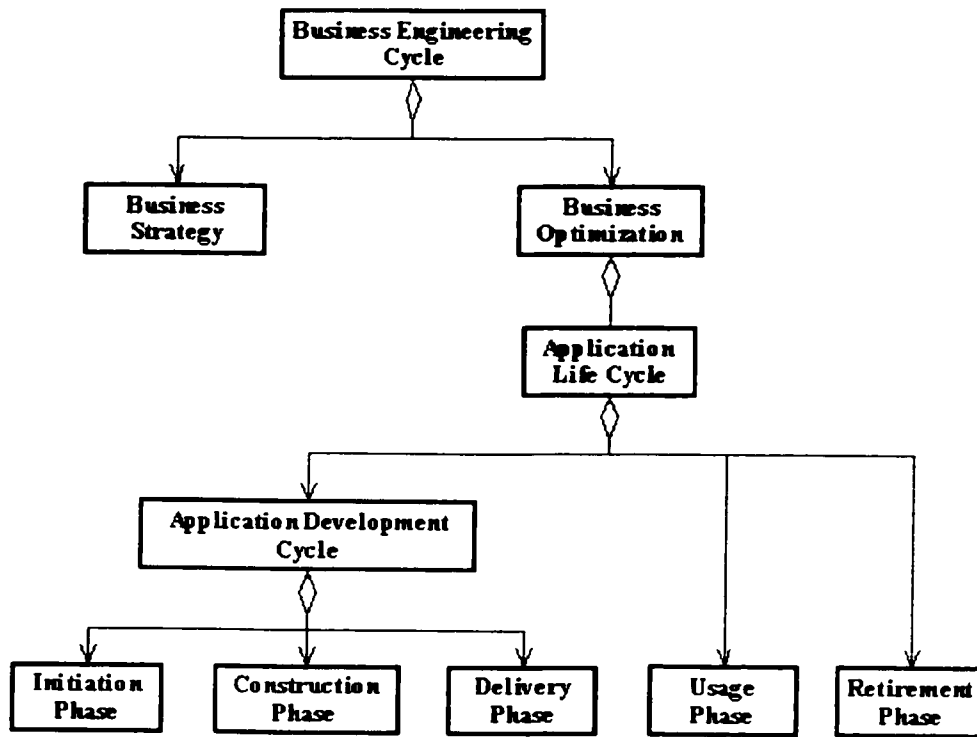 Business Engineering
Cycle
Business
Strategy
Business
Optimization
Application
Life Cycle
Application Development
Cycle
Initiation
Phase
Construction
Phase
Delivery
Phase
Usage
Phase
Retirement
Phase